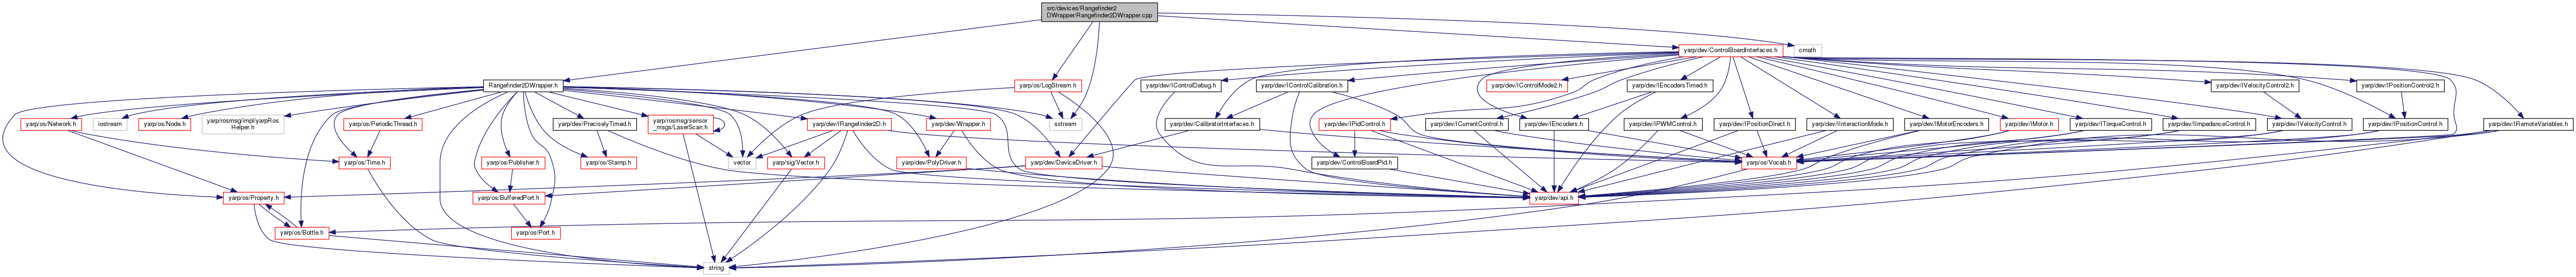 src/devices/Rangefinder2
DWrapper/Rangefinder2DWrapper.cpp
yarp/dev/ControlBoardInterfaces.h
cmath
Rangefinder2DWrapper.h
yarp/os/LogStream.h
yarp/dev/IControlDebug.h
yarp/dev/IControlCalibration.h
yarp/dev/IControlMode2.h
yarp/dev/IEncodersTimed.h
yarp/dev/IVelocityControl2.h
yarp/dev/IPositionControl2.h
yarp/os/Network.h
iostream
yarp/os/Node.h
yarp/rosmsg/impl/yarpRos
Helper.h
yarp/os/PeriodicThread.h
yarp/dev/PreciselyTimed.h
yarp/rosmsg/sensor
_msgs/LaserScan.h
yarp/dev/IRangefinder2D.h
yarp/dev/Wrapper.h
sstream
yarp/dev/CalibratorInterfaces.h
yarp/dev/IPidControl.h
yarp/dev/ICurrentControl.h
yarp/dev/IEncoders.h
yarp/dev/IPWMControl.h
yarp/dev/IPositionDirect.h
yarp/dev/IInteractionMode.h
yarp/dev/IMotorEncoders.h
yarp/dev/IMotor.h
yarp/dev/ITorqueControl.h
yarp/dev/IImpedanceControl.h
yarp/dev/IVelocityControl.h
yarp/dev/IPositionControl.h
yarp/dev/IRemoteVariables.h
yarp/os/Time.h
yarp/os/Publisher.h
yarp/os/Stamp.h
vector
yarp/sig/Vector.h
yarp/dev/PolyDriver.h
yarp/dev/DeviceDriver.h
yarp/dev/ControlBoardPid.h
yarp/os/Vocab.h
yarp/os/Property.h
yarp/os/BufferedPort.h
yarp/dev/api.h
yarp/os/Bottle.h
yarp/os/Port.h
string